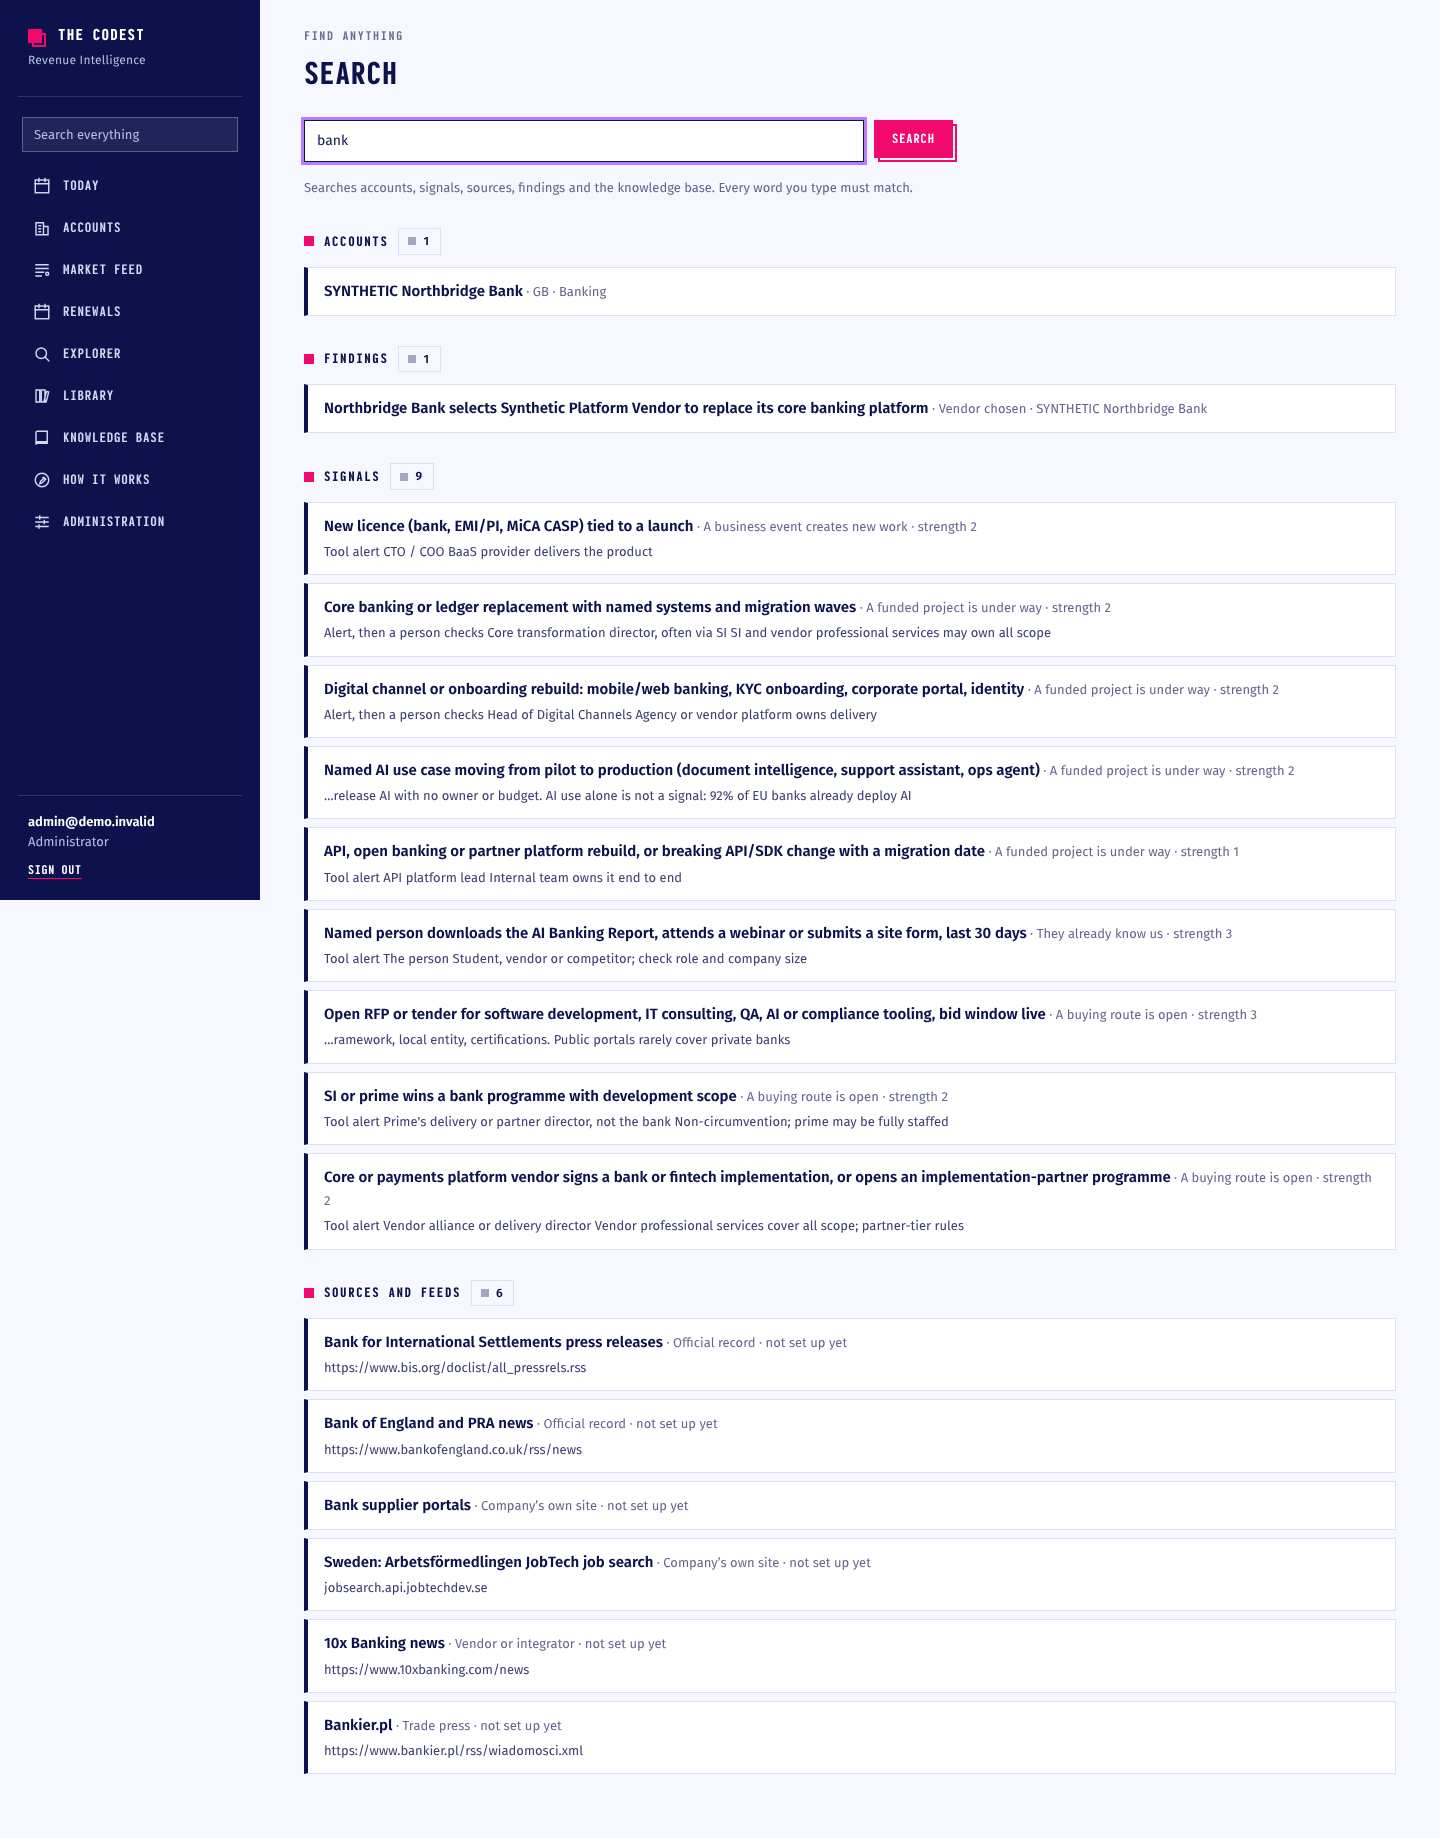 THE CODEST
Revenue Intelligence
Search everything
TODAY
ACCOUNTS
MARKET FEED
RENEWALS
EXPLORER
LIBRARY
KNOWLEDGE BASE
HOW IT WORKS
ADMINISTRATION
admin@demo.invalid
Administrator
SIGN OUT
FIND ANYTHING
SEARCH
bank
SEARCH
Searches accounts, signals, sources, findings and the knowledge base. Every word you type must match.
ACCOUNTS 1
SYNTHETIC Northbridge Bank · GB · Banking
FINDINGS 1
Northbridge Bank selects Synthetic Platform Vendor to replace its core banking platform · Vendor chosen · SYNTHETIC Northbridge Bank
SIGNALS 9
New licence (bank, EMI/PI, MiCA CASP) tied to a launch · A business event creates new work · strength 2
Tool alert CTO / COO BaaS provider delivers the product
Core banking or ledger replacement with named systems and migration waves · A funded project is under way · strength 2
Alert, then a person checks Core transformation director, often via SI SI and vendor professional services may own all scope
Digital channel or onboarding rebuild: mobile/web banking, KYC onboarding, corporate portal, identity · A funded project is under way · strength 2
Alert, then a person checks Head of Digital Channels Agency or vendor platform owns delivery
Named AI use case moving from pilot to production (document intelligence, support assistant, ops agent) · A funded project is under way · strength 2
…release AI with no owner or budget. AI use alone is not a signal: 92% of EU banks already deploy AI
API, open banking or partner platform rebuild, or breaking API/SDK change with a migration date · A funded project is under way · strength 1
Tool alert API platform lead Internal team owns it end to end
Named person downloads the AI Banking Report, attends a webinar or submits a site form, last 30 days · They already know us · strength 3
Tool alert The person Student, vendor or competitor; check role and company size
Open RFP or tender for software development, IT consulting, QA, AI or compliance tooling, bid window live · A buying route is open · strength 3
…ramework, local entity, certifications. Public portals rarely cover private banks
SI or prime wins a bank programme with development scope · A buying route is open · strength 2
Tool alert Prime's delivery or partner director, not the bank Non-circumvention; prime may be fully staffed
Core or payments platform vendor signs a bank or fintech implementation, or opens an implementation-partner programme · A buying route is open · strength
2
Tool alert Vendor alliance or delivery director Vendor professional services cover all scope; partner-tier rules
SOURCES AND FEEDS 6
Bank for International Settlements press releases · Official record · not set up yet
https://www.bis.org/doclist/all_pressrels.rss
Bank of England and PRA news · Official record · not set up yet
https://www.bankofengland.co.uk/rss/news
Bank supplier portals · Company's own site · not set up yet
Sweden: Arbetsförmedlingen JobTech job search · Company's own site · not set up yet
jobsearch.api.jobtechdev.se
10x Banking news · Vendor or integrator · not set up yet
https://www.10xbanking.com/news
Bankier.pl · Trade press · not set up yet
https://www.bankier.pl/rss/wiadomosci.xml